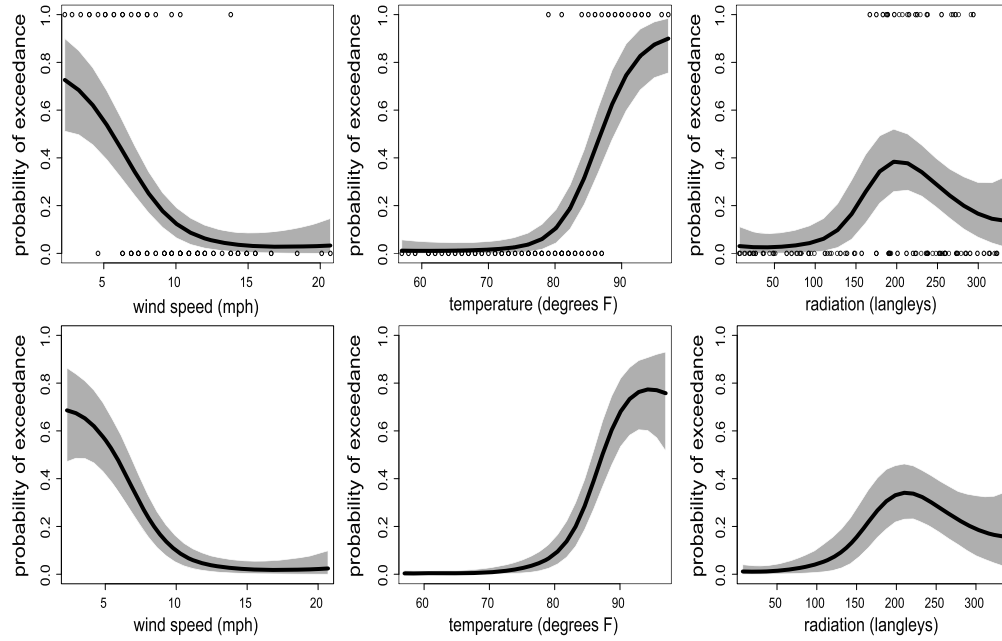 probability of exceedance
0.0 0.2 0.4 0.6 0.8 1.0
5 10 15 20
wind speed (mph)
probability of exceedance
0.0 0.2 0.4 0.6 0.8 1.0
60 70 80 90
temperature (degrees F)
probability of exceedance
0.0 0.2 0.4 0.6 0.8 1.0
50 100 150 200 250 300
radiation (langleys)
probability of exceedance
0.0 0.2 0.4 0.6 0.8 1.0
5 10 15 20
wind speed (mph)
probability of exceedance
0.0 0.2 0.4 0.6 0.8 1.0
60 70 80 90
temperature (degrees F)
probability of exceedance
0.0 0.2 0.4 0.6 0.8 1.0
50 100 150 200 250 300
radiation (langleys)